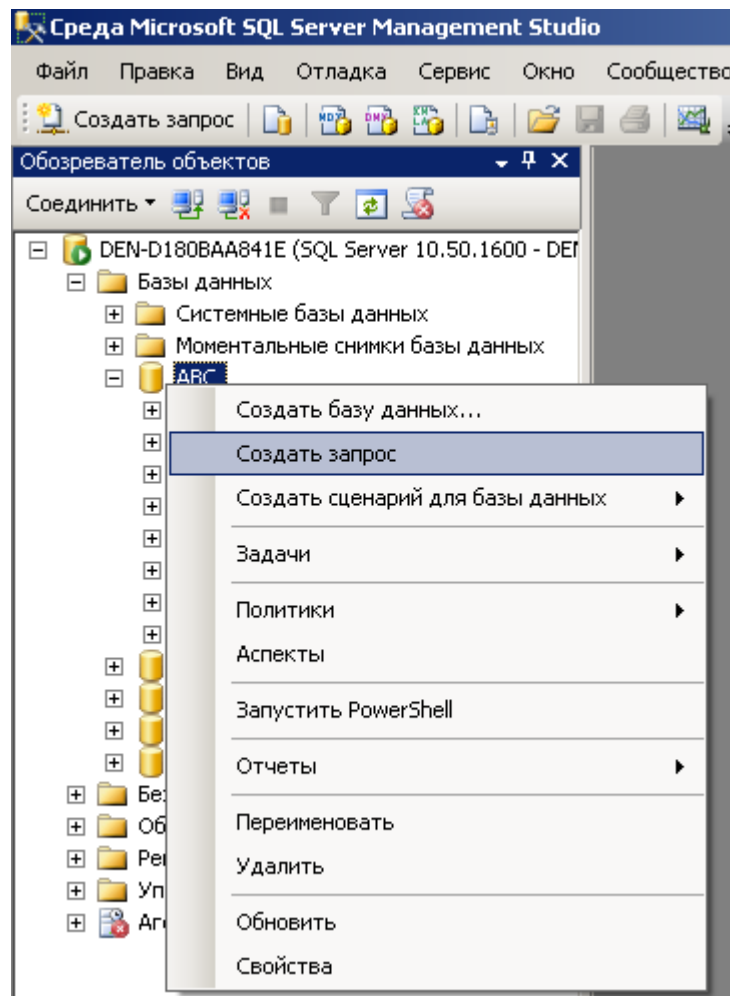 Среда Microsoft SQL Server Management Studio
Файл Правка Вид Отладка Сервис Окно Сообщество
Создать запрос
Обозреватель объектов
Соединить
DEN-D180BAA841E (SQL Server 10.50.1600 - DEN
Базы данных
Системные базы данных
Моментальные снимки базы данных
ABC
Создать базу данных...
Создать запрос
Создать сценарий для базы данных
Задачи
Политики
Аспекты
Запустить PowerShell
Отчеты
Переименовать
Удалить
Обновить
Свойства